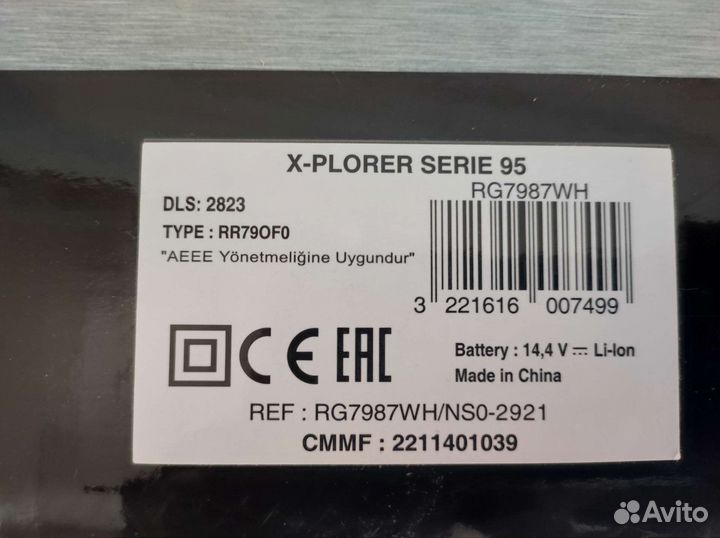 X-PLORER SERIE 95
RG7987WH
DLS: 2823
TYPE : RR79OF0
"AEEE Yönetmeliğine Uygundur"
3 221616 007499
CE EAC
Battery : 14,4 V Li-Ion
Made in China
REF : RG7987WH/NS0-2921
CMMF : 2211401039
Avito